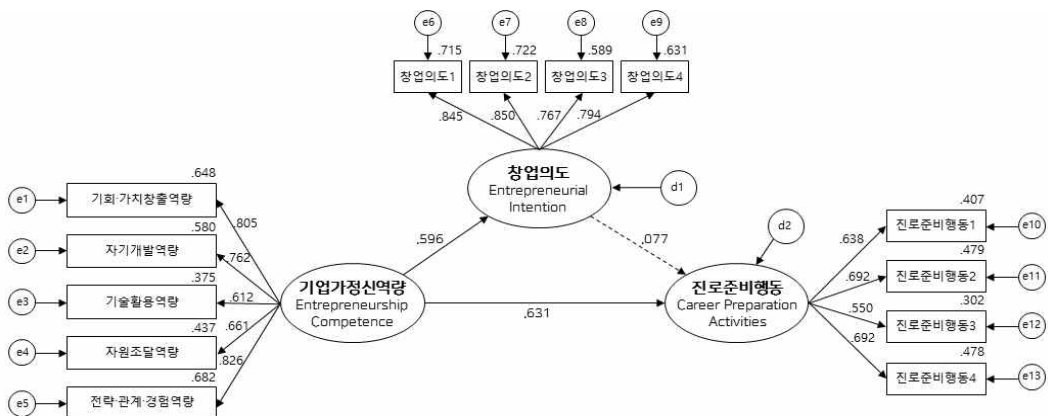 e6
e7
e8
e9
.715
.722
.589
.631
창업의도1
창업의도2
창업의도3
창업의도4
.845
.850
.767
.794
창업의도
Entrepreneurial
Intention
d1
.648
e1
기회·가치창출역량
.805
.580
e2
자기개발역량
.762
.375
e3
기술활용역량
.612
.437
e4
자원조달역량
.661
.826
.682
e5
전략·관계·경험역량
기업가정신역량
Entrepreneurship
Competence
.596
.077
.631
d2
진로준비행동
Career Preparation
Activities
.407
.638
진로준비행동1
e10
.479
.692
진로준비행동2
e11
.302
.550
진로준비행동3
e12
.478
.692
진로준비행동4
e13